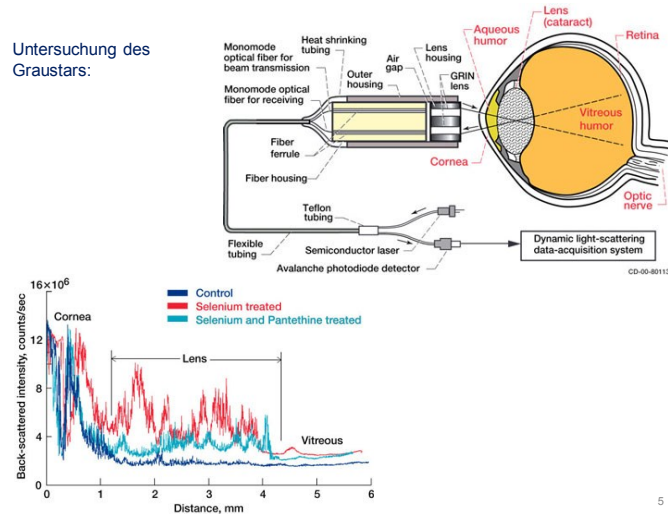 Untersuchung des
Graustars:
Monomode
optical fiber for
beam transmission
Monomode optical
fiber for receiving
Heat shrinking
tubing
Outer
housing
Air
gap
Lens
housing
GRIN
lens
Aqueous
humor
Lens
(cataract)
Retina
Vitreous
humor
Cornea
Optic
nerve
Fiber
ferrule
Fiber housing
Teflon
tubing
Flexible
tubing
Semiconductor laser
Avalanche photodiode detector
Dynamic light-scattering
data-acquisition system
CD-00-80113
Control
Selenium treated
Selenium and Pantethine treated
16×10⁶
12
8
4
0
Back-scattered intensity, counts/sec
Cornea
Lens
Vitreous
0
1
2
3
4
5
6
Distance, mm
5